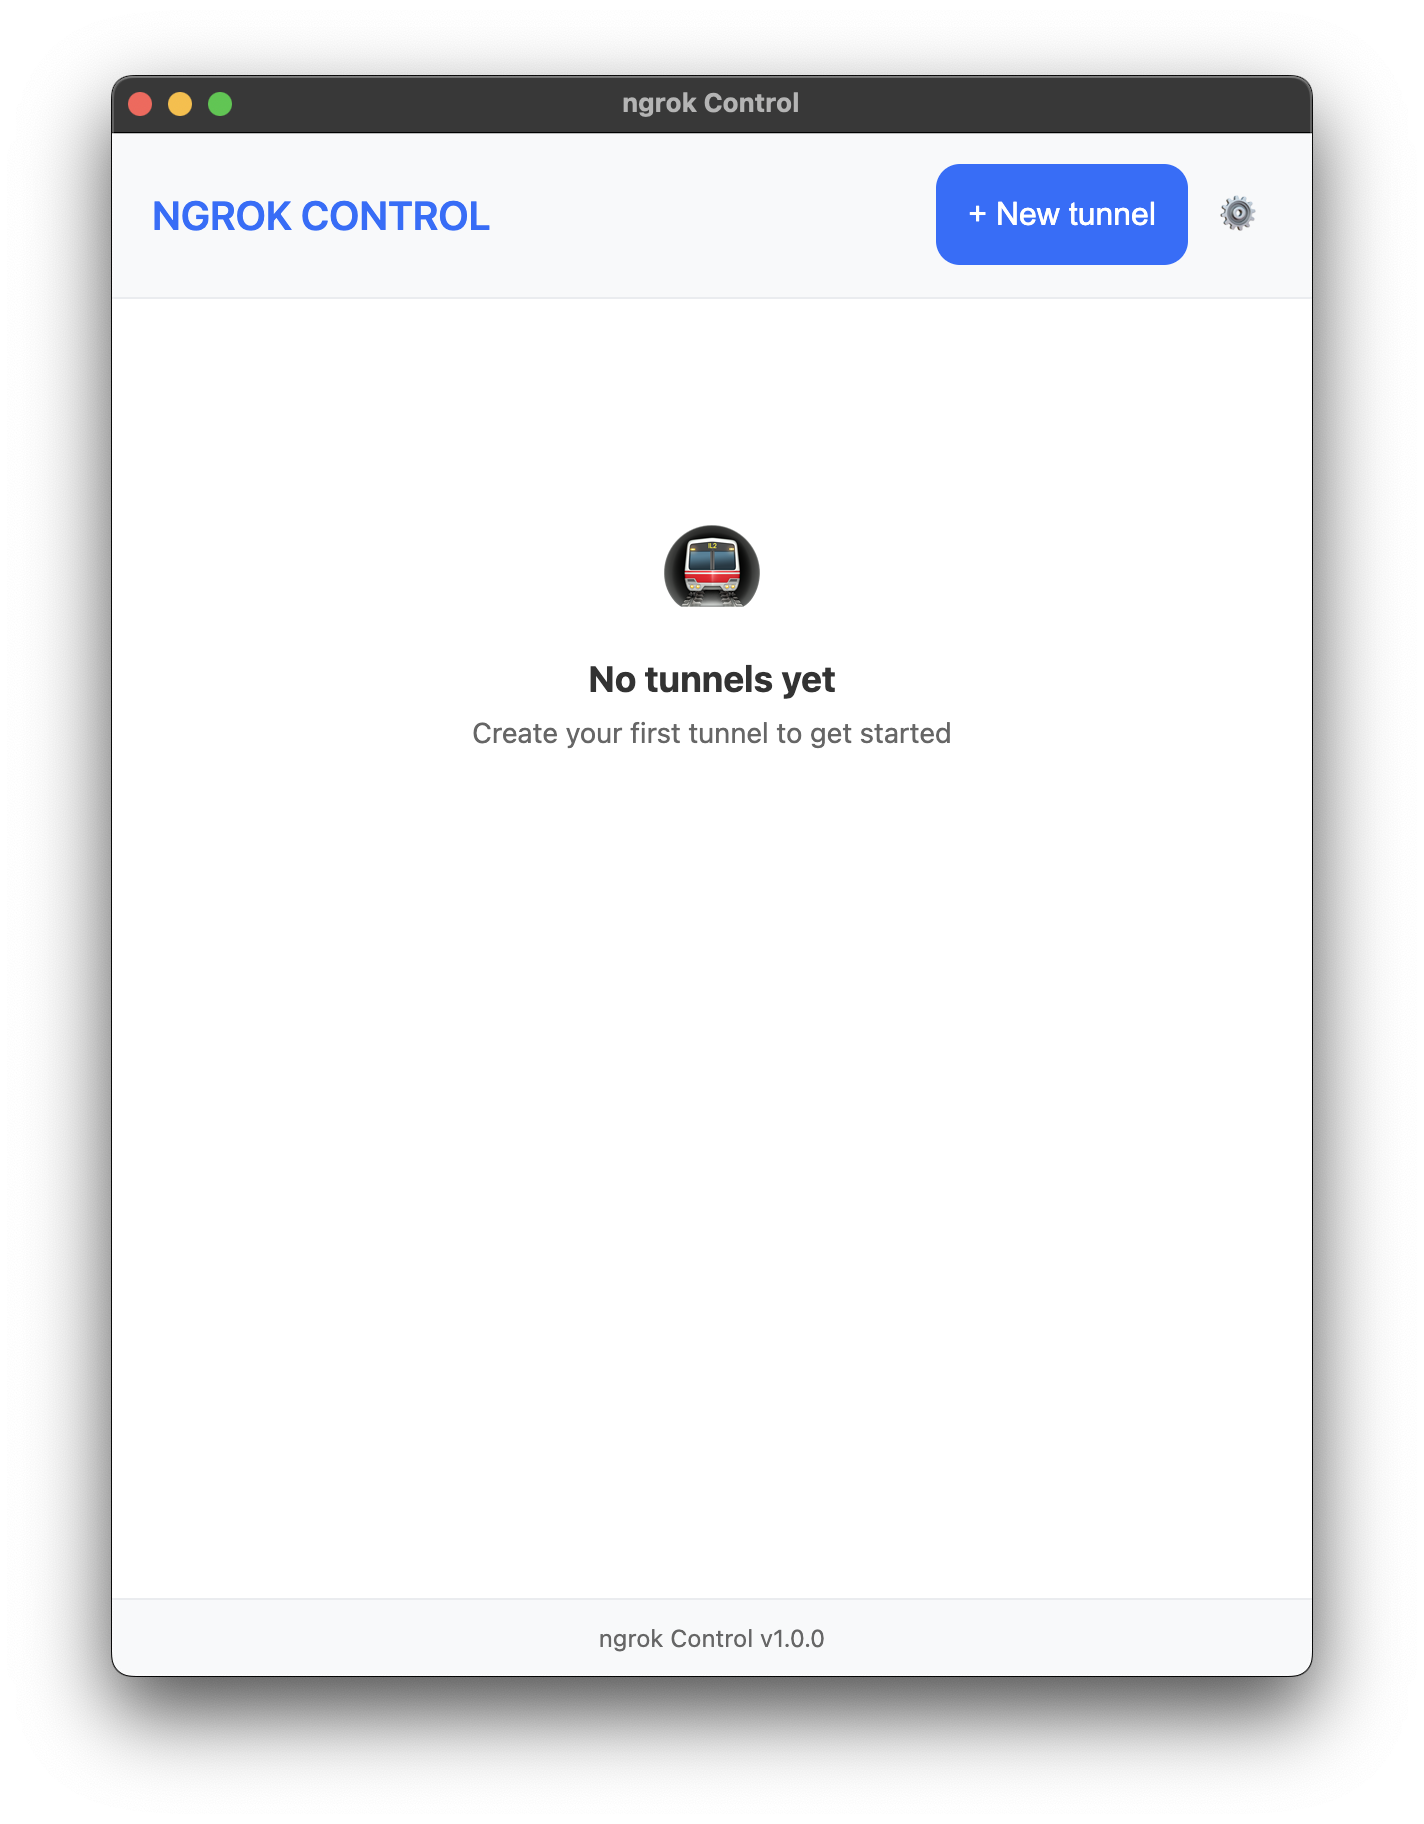 ngrok Control
NGROK CONTROL
+ New tunnel
IL2
No tunnels yet
Create your first tunnel to get started
ngrok Control v1.0.0